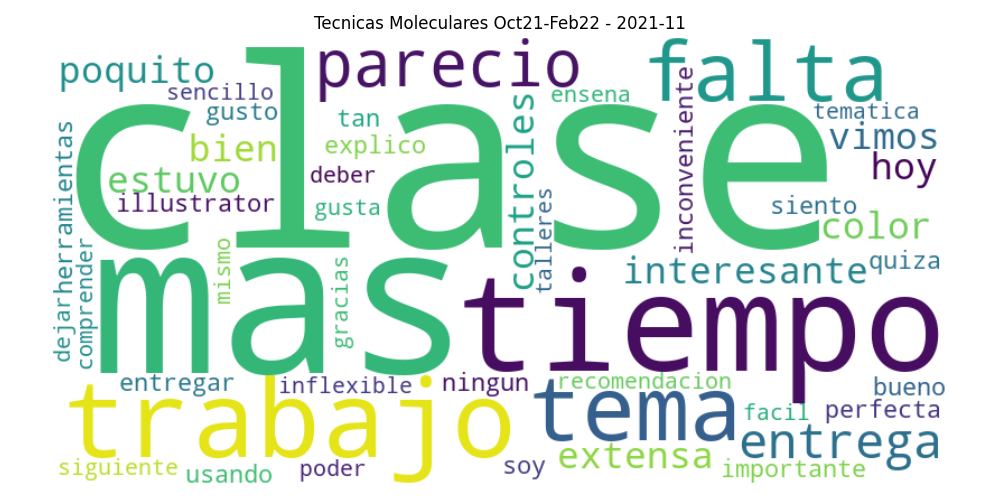 Tecnicas Moleculares Oct21-Feb22 - 2021-11
poquito
parecio
falta
sencillo
gusto
ensena
tematica
clase
tan
controles
inconveniente
vimos
bien
explico
hoy
estuvo
deber
illustrator
gusta
talleres
siento
color
dejarherramientas
comprender
mismo
gracias
mas
tiempo
interesante
quiza
entregar
inflexible
ningun
recomendacion
bueno
trabajo
tema
facil
perfecta
entrega
extensa
siguiente
usando
poder
soy
importante